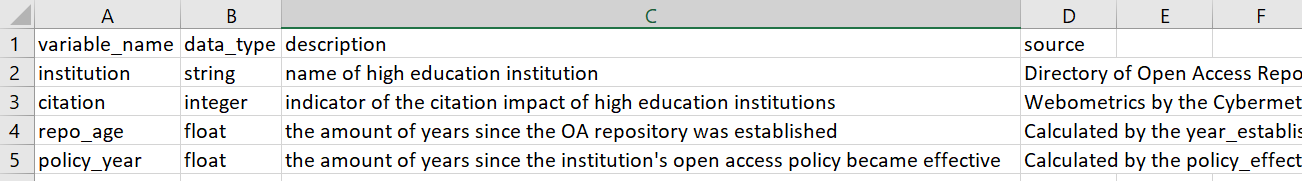 A B C D E F
1 variable_name data_type description source
2 institution string name of high education institution Directory of Open Access Repo
3 citation integer indicator of the citation impact of high education institutions Webometrics by the Cybermet
4 repo_age float the amount of years since the OA repository was established Calculated by the year_establis
5 policy_year float the amount of years since the institution's open access policy became effective Calculated by the policy_effect